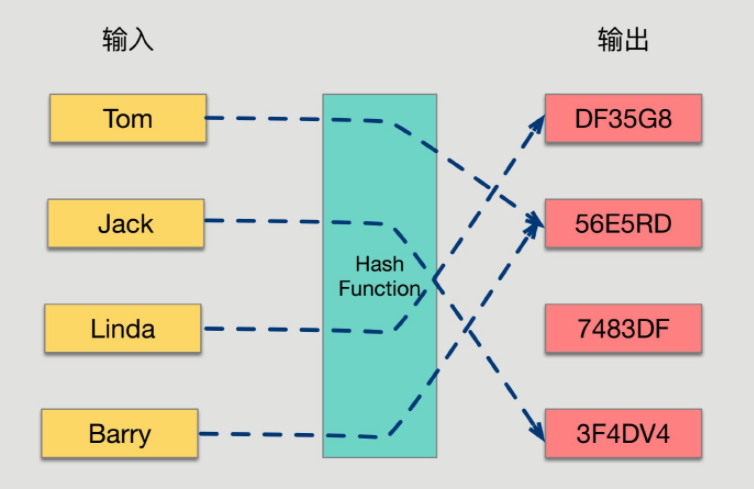 输入
输出
Tom
DF35G8
Jack
56E5RD
Hash
Function
Linda
7483DF
Barry
3F4DV4